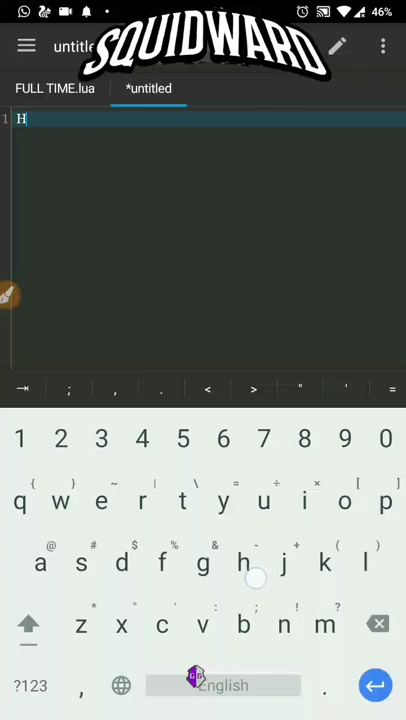 46%
SQUIDWARD
untitle
FULL TIME.lua *untitled
1 H
→ ; , . < > " ' =
1 2 3 4 5 6 7 8 9 0
{ } ~ | \ = ÷ × [ ]
q w e r t y u i o p
@ # $ % & - + ( )
a s d f g h j k l
* " ' : ; ! ?
z x c v b n m
?123 , GG English .